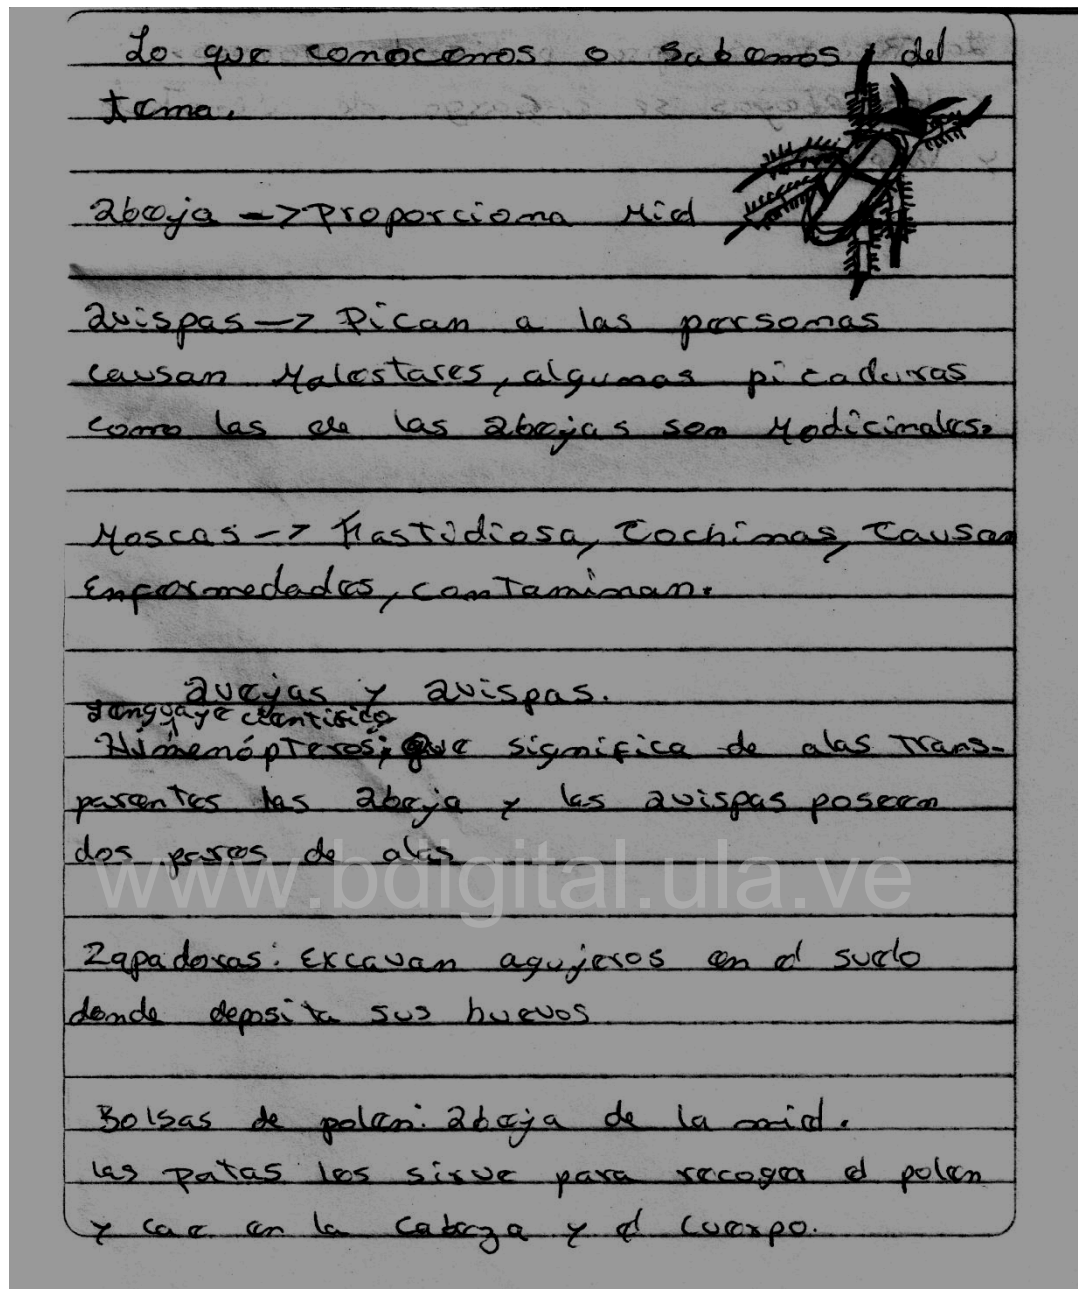 Lo que conocemos o sabemos del
tema.
abeja -> Proporciona Miel
avispas -> Pican a las personas
causan Malestares, algunas picaduras
como las de las abejas son Medicinales.
Moscas -> Fastidiosa, Cochinas, Causan
Enfermedades, contaminan.
avejas y avispas.
Lenguaje cientifico
Himenópteros; que significa de alas Trans-
parentes las abeja y las avispas poseen
dos pares de alas
www.bdigital.ula.ve
Zapadoras: Excavan agujeros en el suelo
donde deposita sus huevos
Bolsas de polen: abeja de la miel.
las patas les sirve para recoger el polen
y cae en la cabeza y el cuerpo.